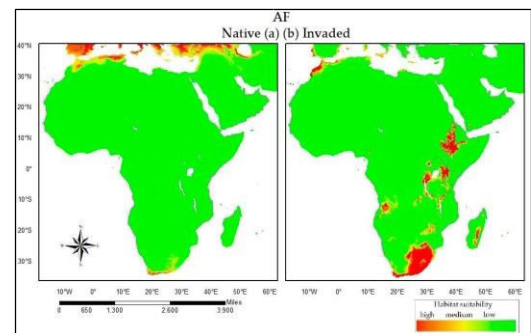 AF
Native (a) (b) Invaded
40°N
30°N
20°N
10°N
0°
10°S
20°S
30°S
10°W 0° 10°E 20°E 30°E 40°E 50°E 60°E
10°W 0° 10°E 20°E 30°E 40°E 50°E 60°E
Miles
0 650 1.300 2.600 3.900
Habitat suitability
high medium low